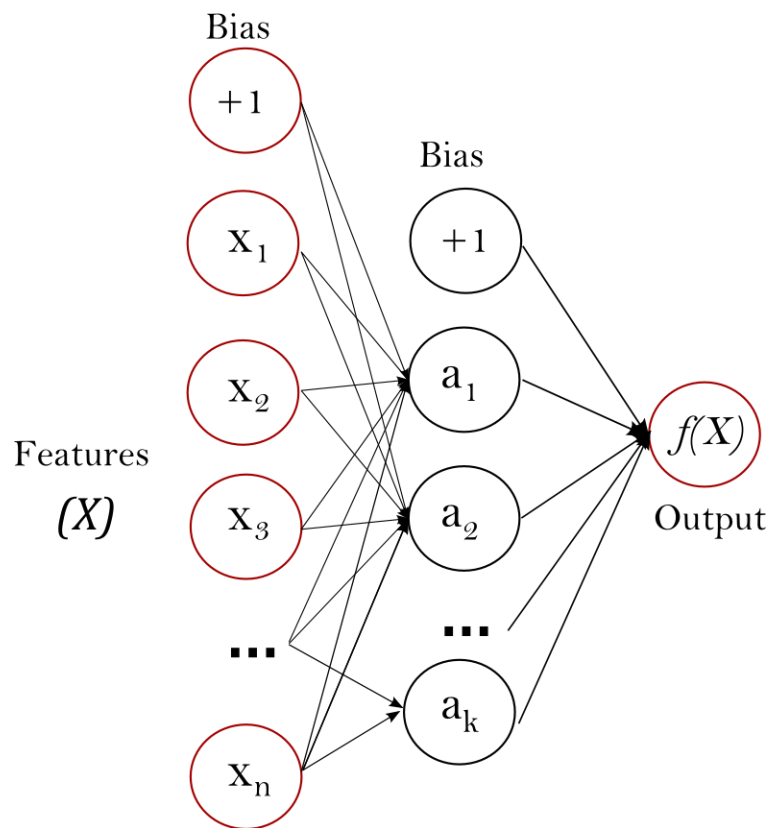 Bias
+1
x₁
x₂
Features
(X)
x₃
...
xₙ
Bias
+1
a₁
a₂
...
aₖ
f(X)
Output